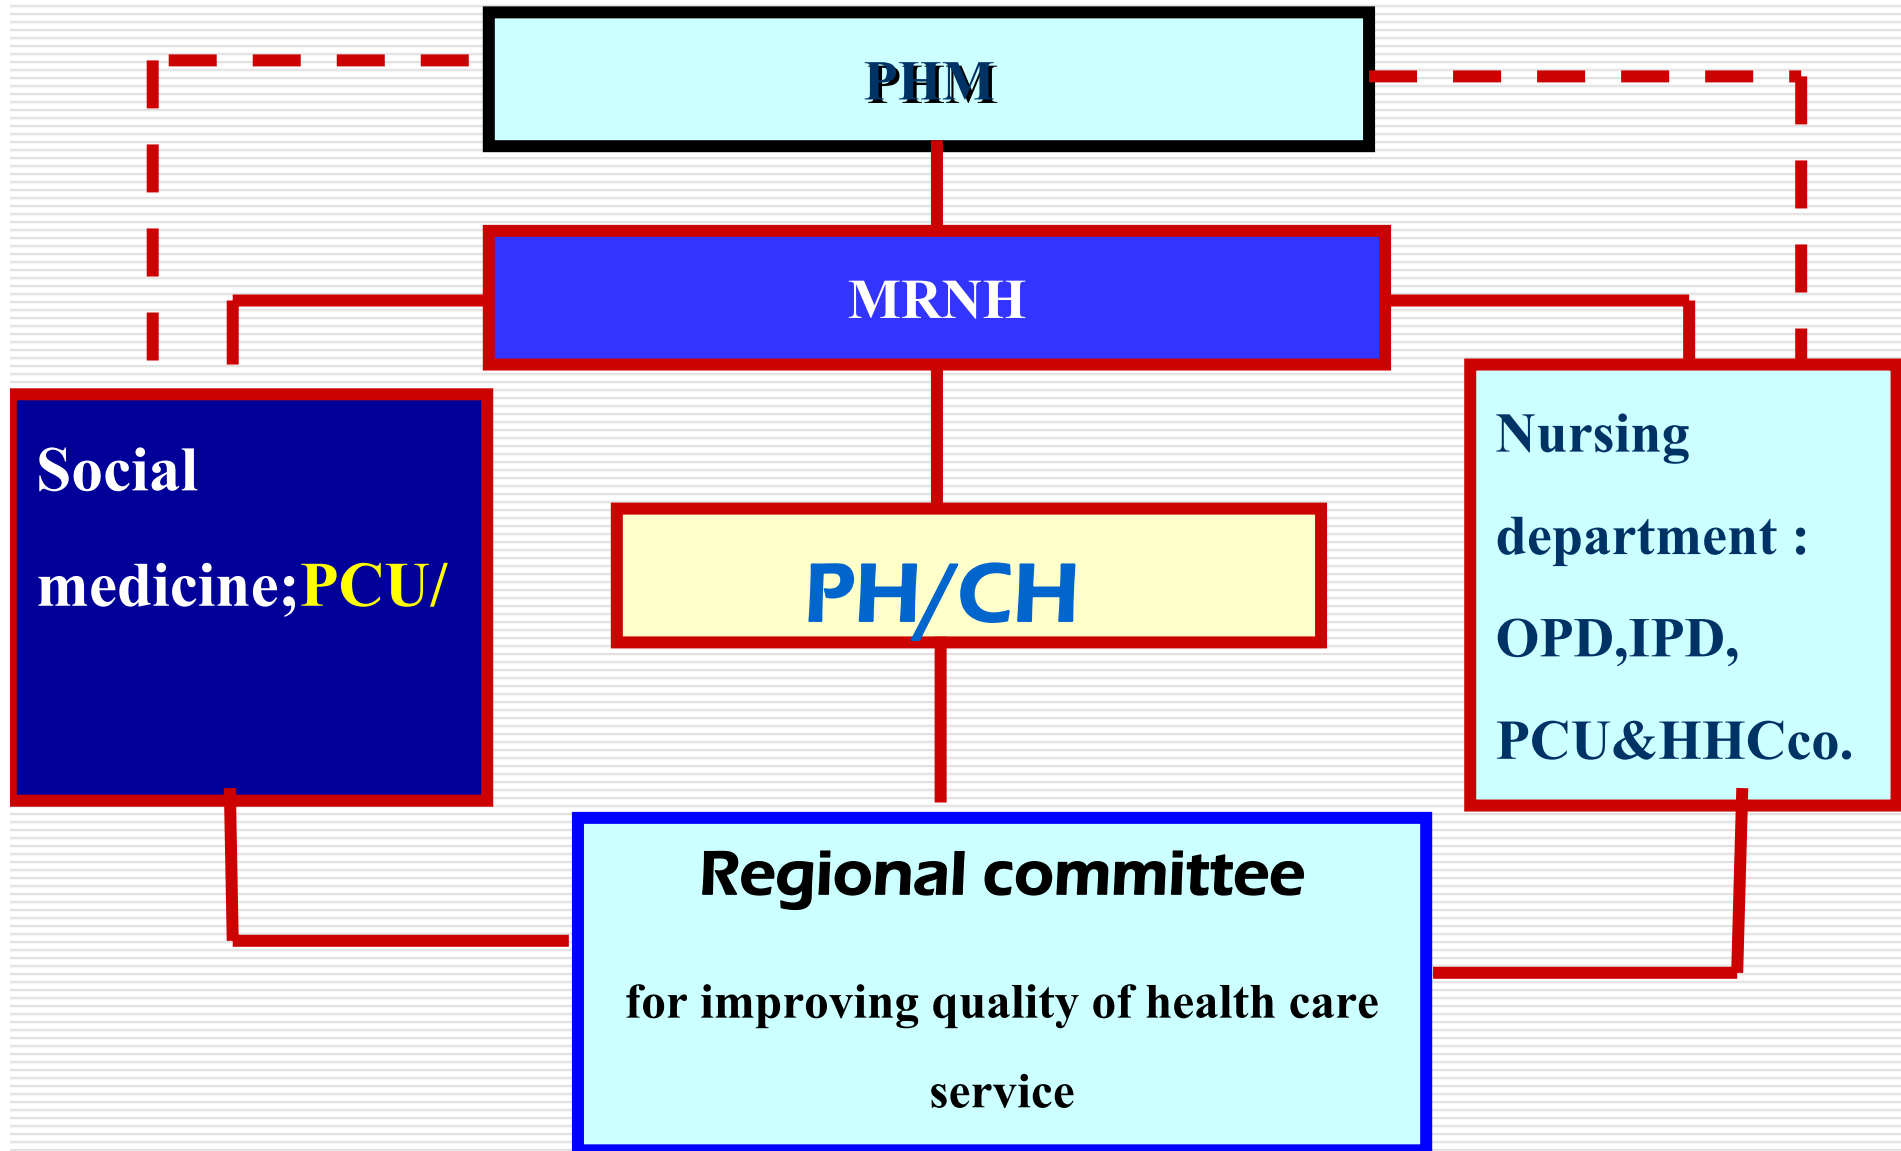 PHM
MRNH
Social
medicine;PCU/
PH/CH
Nursing
department :
OPD,IPD,
PCU&HHCco.
Regional committee
for improving quality of health care
service